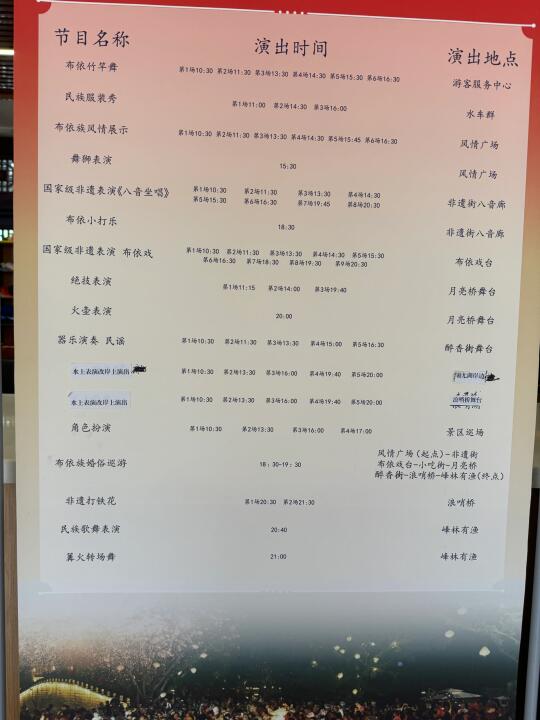 节目名称 演出时间 演出地点
布依竹竿舞 第1场10:30 第2场11:30 第3场13:30 第4场14:30 第5场15:30 第6场16:30 游客服务中心
民族服装秀 第1场11:00 第2场14:30 第3场16:00 水车群
布依族风情展示 第1场10:30 第2场11:30 第3场13:30 第4场14:30 第5场15:45 第6场16:30 风情广场
舞狮表演 15:30 风情广场
国家级非遗表演《八音坐唱》 第1场10:30 第2场11:30 第3场13:30 第4场14:30 非遗街八音廊
第5场15:30 第6场16:30 第7场19:45 第8场20:30
布依小打乐 18:30 非遗街八音廊
国家级非遗表演 布依戏 第1场10:30 第2场11:30 第3场13:30 第4场14:30 第5场15:30 布依戏台
第6场16:30 第7场18:30 第8场19:30 第9场20:30
绝技表演 第1场11:15 第2场14:00 第3场19:40 月亮桥舞台
火壶表演 20:00 月亮桥舞台
器乐演奏 民谣 第1场10:30 第2场11:30 第3场13:30 第4场15:00 第5场16:30 醉香街舞台
水上表演改岸上演出 第1场10:30 第2场13:30 第3场16:00 第4场19:40 第5场20:00
水上表演改岸上演出 第1场10:30 第2场13:30 第3场16:00 第4场19:40 第5场20:00 浪哨桥舞台
角色扮演 第1场10:30 第2场13:30 第3场16:00 第4场17:00 景区巡场
布依族婚俗巡游 18:30-19:30 风情广场(起点)-非遗街
布依戏台-小吃街-月亮桥
醉香街-浪哨桥-峰林有渔(终点)
非遗打铁花 第1场20:30 第2场21:30 浪哨桥
民族歌舞表演 20:40 峰林有渔
篝火转场舞 21:00 峰林有渔